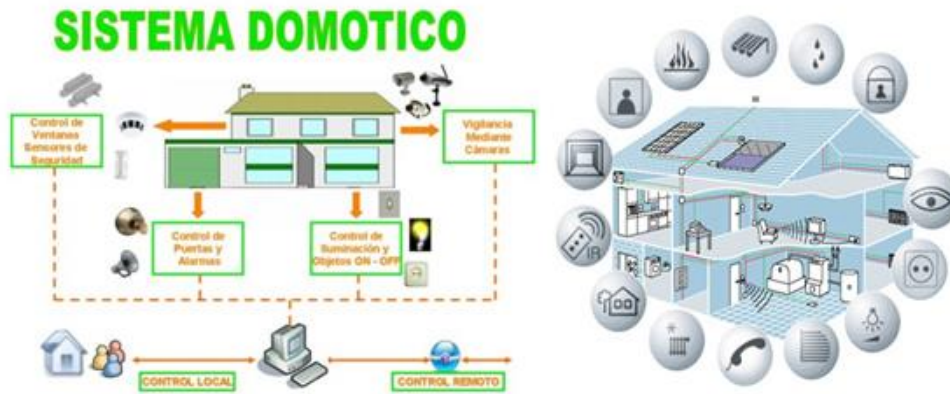 SISTEMA DOMOTICO
Control de
Ventanas
Sensores de
Seguridad
Vigilancia
Mediante
Cámaras
Control de
Puertas y
Alarmas
Control de
Iluminación y
Objetos ON - OFF
CONTROL LOCAL
CONTROL REMOTO
IR